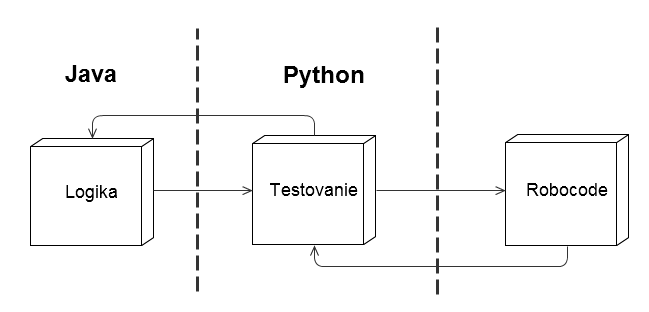 Java
Python
Logika
Testovanie
Robocode